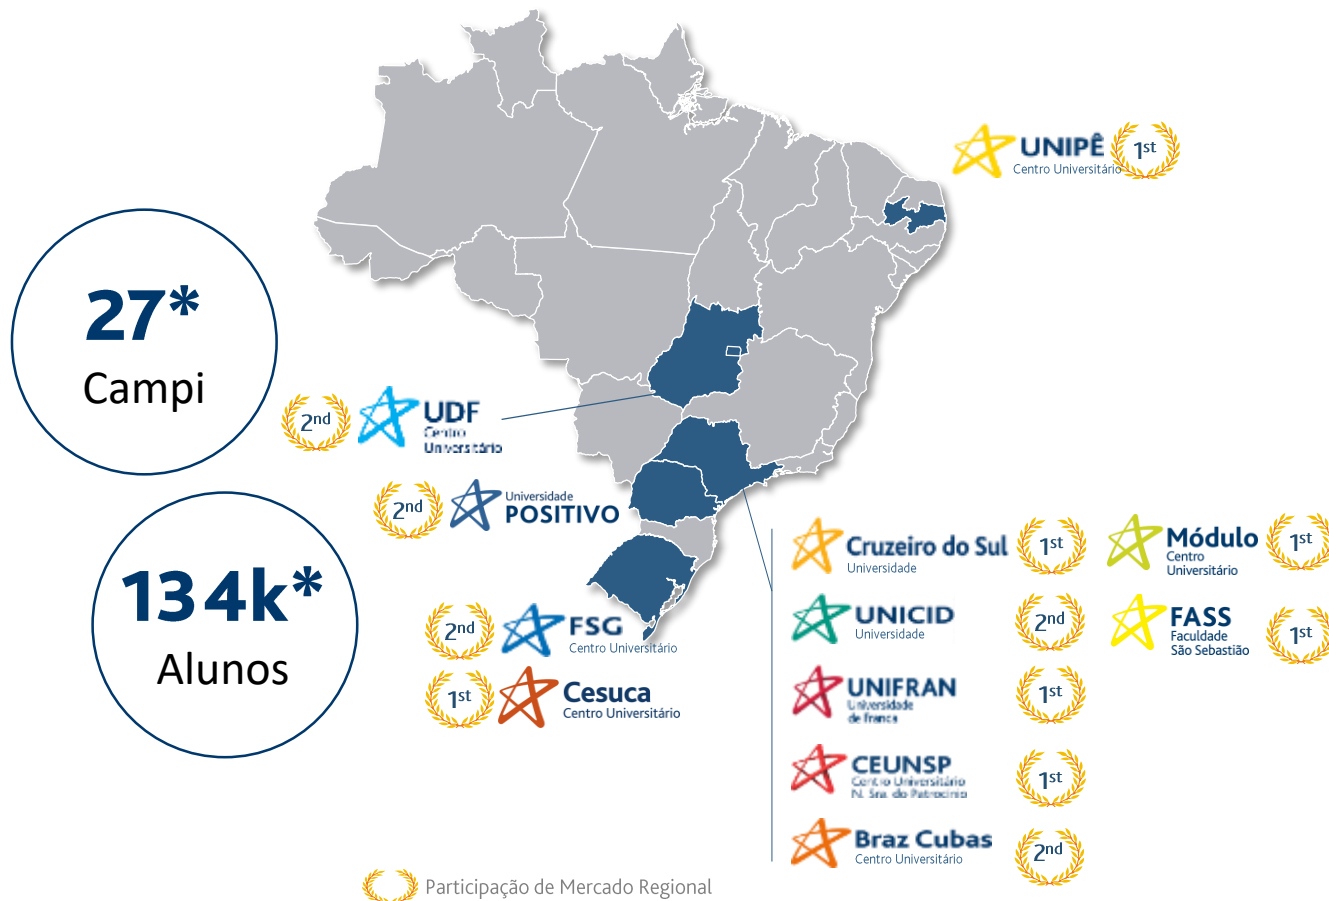 UNIPÊ
Centro Universitário
1st
27*
Campi
2nd
UDF
Centro
Universitário
2nd
Universidade
POSITIVO
134k*
Alunos
2nd
FSG
Centro Universitário
1st
Cesuca
Centro Universitário
Cruzeiro do Sul
Universidade
1st
Módulo
Centro
Universitário
1st
UNICID
Universidade
2nd
FASS
Faculdade
São Sebastião
1st
UNIFRAN
Universidade
de Franca
1st
CEUNSP
Centro Universitário
N. Sra. do Patrocínio
1st
Braz Cubas
Centro Universitário
2nd
Participação de Mercado Regional